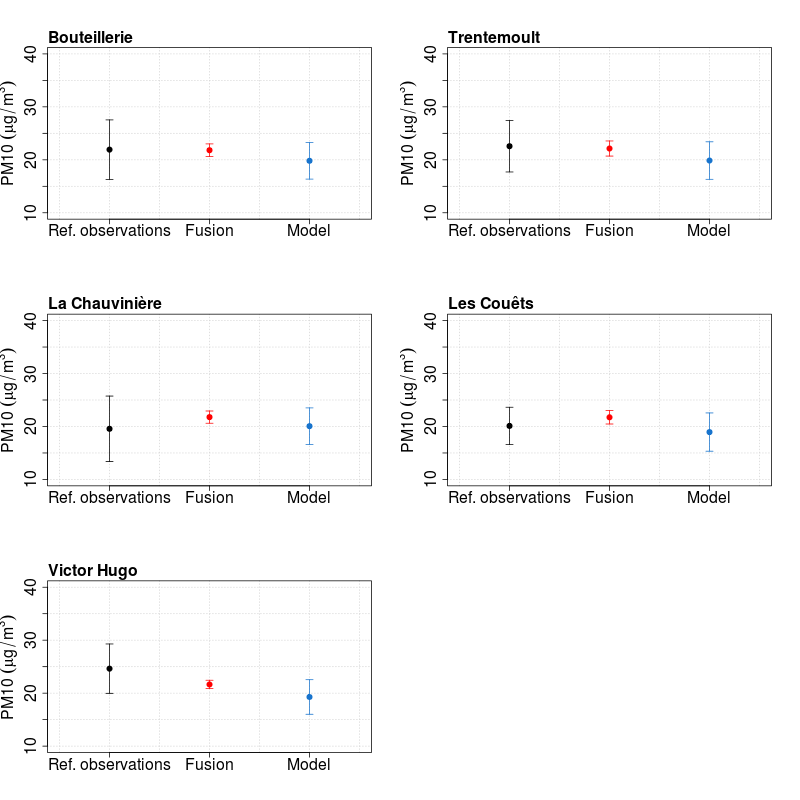 Bouteillerie
PM10 (µg/m³)
40
30
20
10
Ref. observations Fusion Model
Trentemoult
PM10 (µg/m³)
40
30
20
10
Ref. observations Fusion Model
La Chauvinière
PM10 (µg/m³)
40
30
20
10
Ref. observations Fusion Model
Les Couêts
PM10 (µg/m³)
40
30
20
10
Ref. observations Fusion Model
Victor Hugo
PM10 (µg/m³)
40
30
20
10
Ref. observations Fusion Model